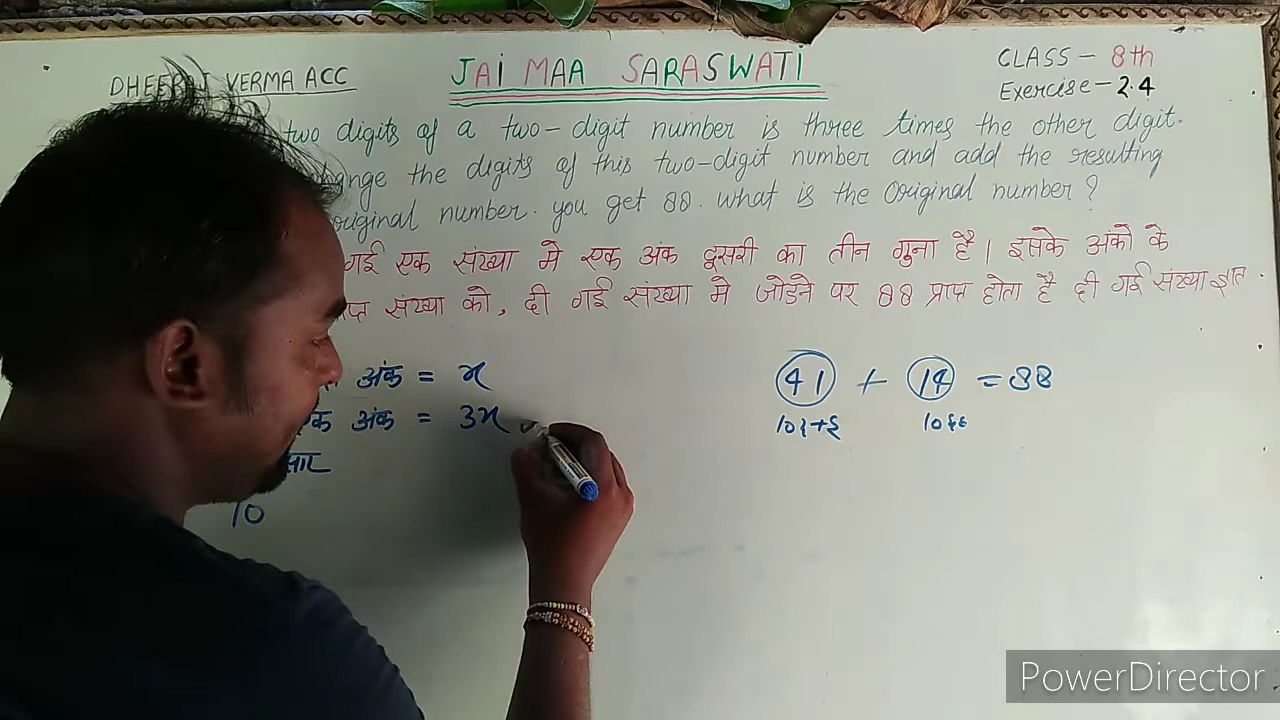 DHEERAJ VERMA ACC
JAI MAA SARASWATI
CLASS - 8th
Exercise - 2.4
two digits of a two-digit number is three times the other digit.
the digits of this two-digit number and add the resulting
original number. you get 88. what is the Original number?
गई एक संख्या मे एक अंक दूसरी का तीन गुना है। इसके अंको के
संख्या को, दी गई संख्या मे जोडने पर 88 प्राप्त होता है दी गई संख्या ज्ञात
अंक = x
अंक = 3x
10
41 + 14 = 88
PowerDirector